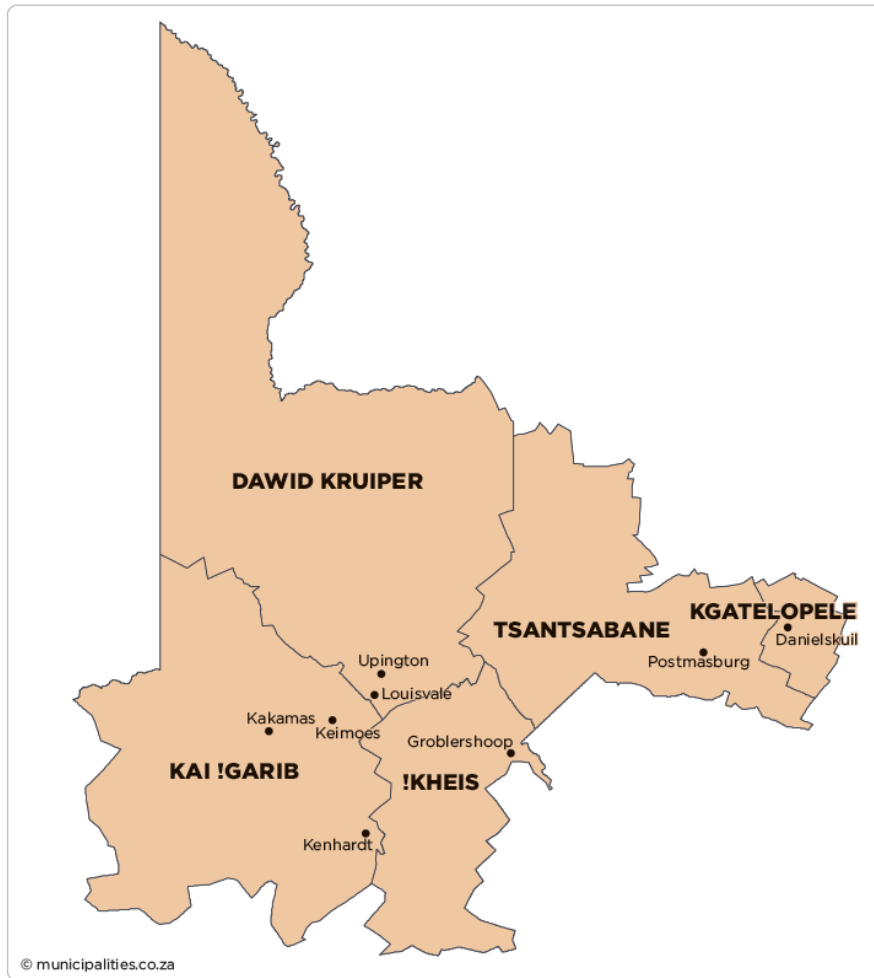 DAWID KRUIPER
KGATELOPELE
TSANTSABANE
Danielskuil
Postmasburg
Upington
Louisvale
Kakamas
Keimoes
Groblershoop
KAI !GARIB
!KHEIS
Kenhardt
© municipalities.co.za